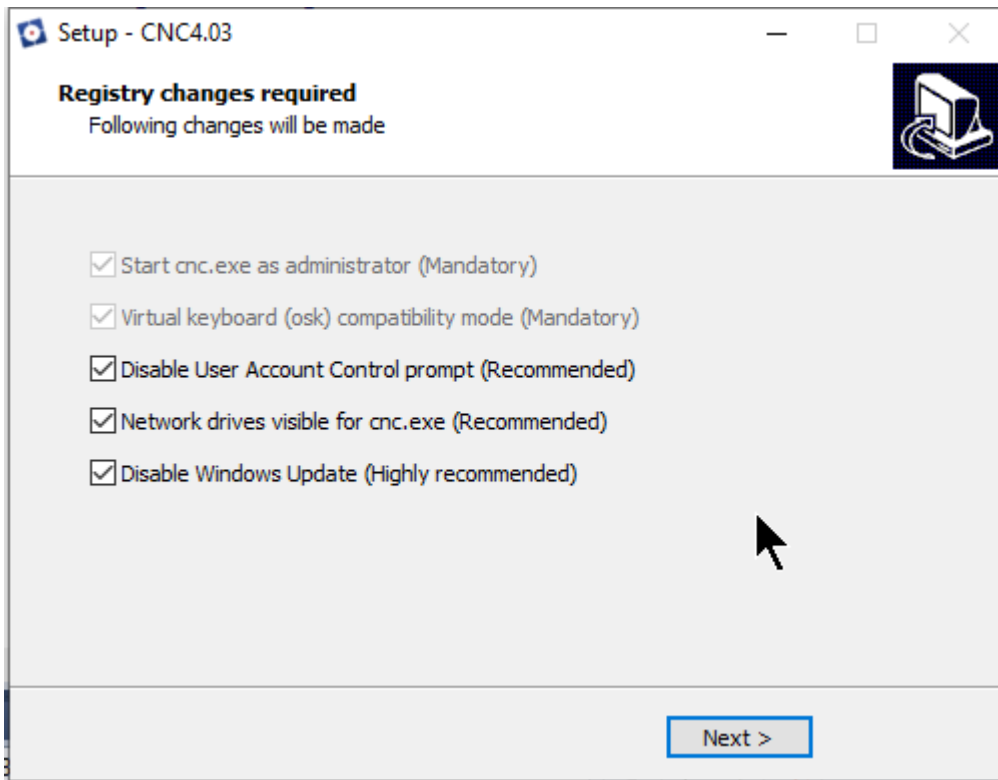 Setup - CNC4.03
Registry changes required
Following changes will be made
Start cnc.exe as administrator (Mandatory)
Virtual keyboard (osk) compatibility mode (Mandatory)
Disable User Account Control prompt (Recommended)
Network drives visible for cnc.exe (Recommended)
Disable Windows Update (Highly recommended)
Next >